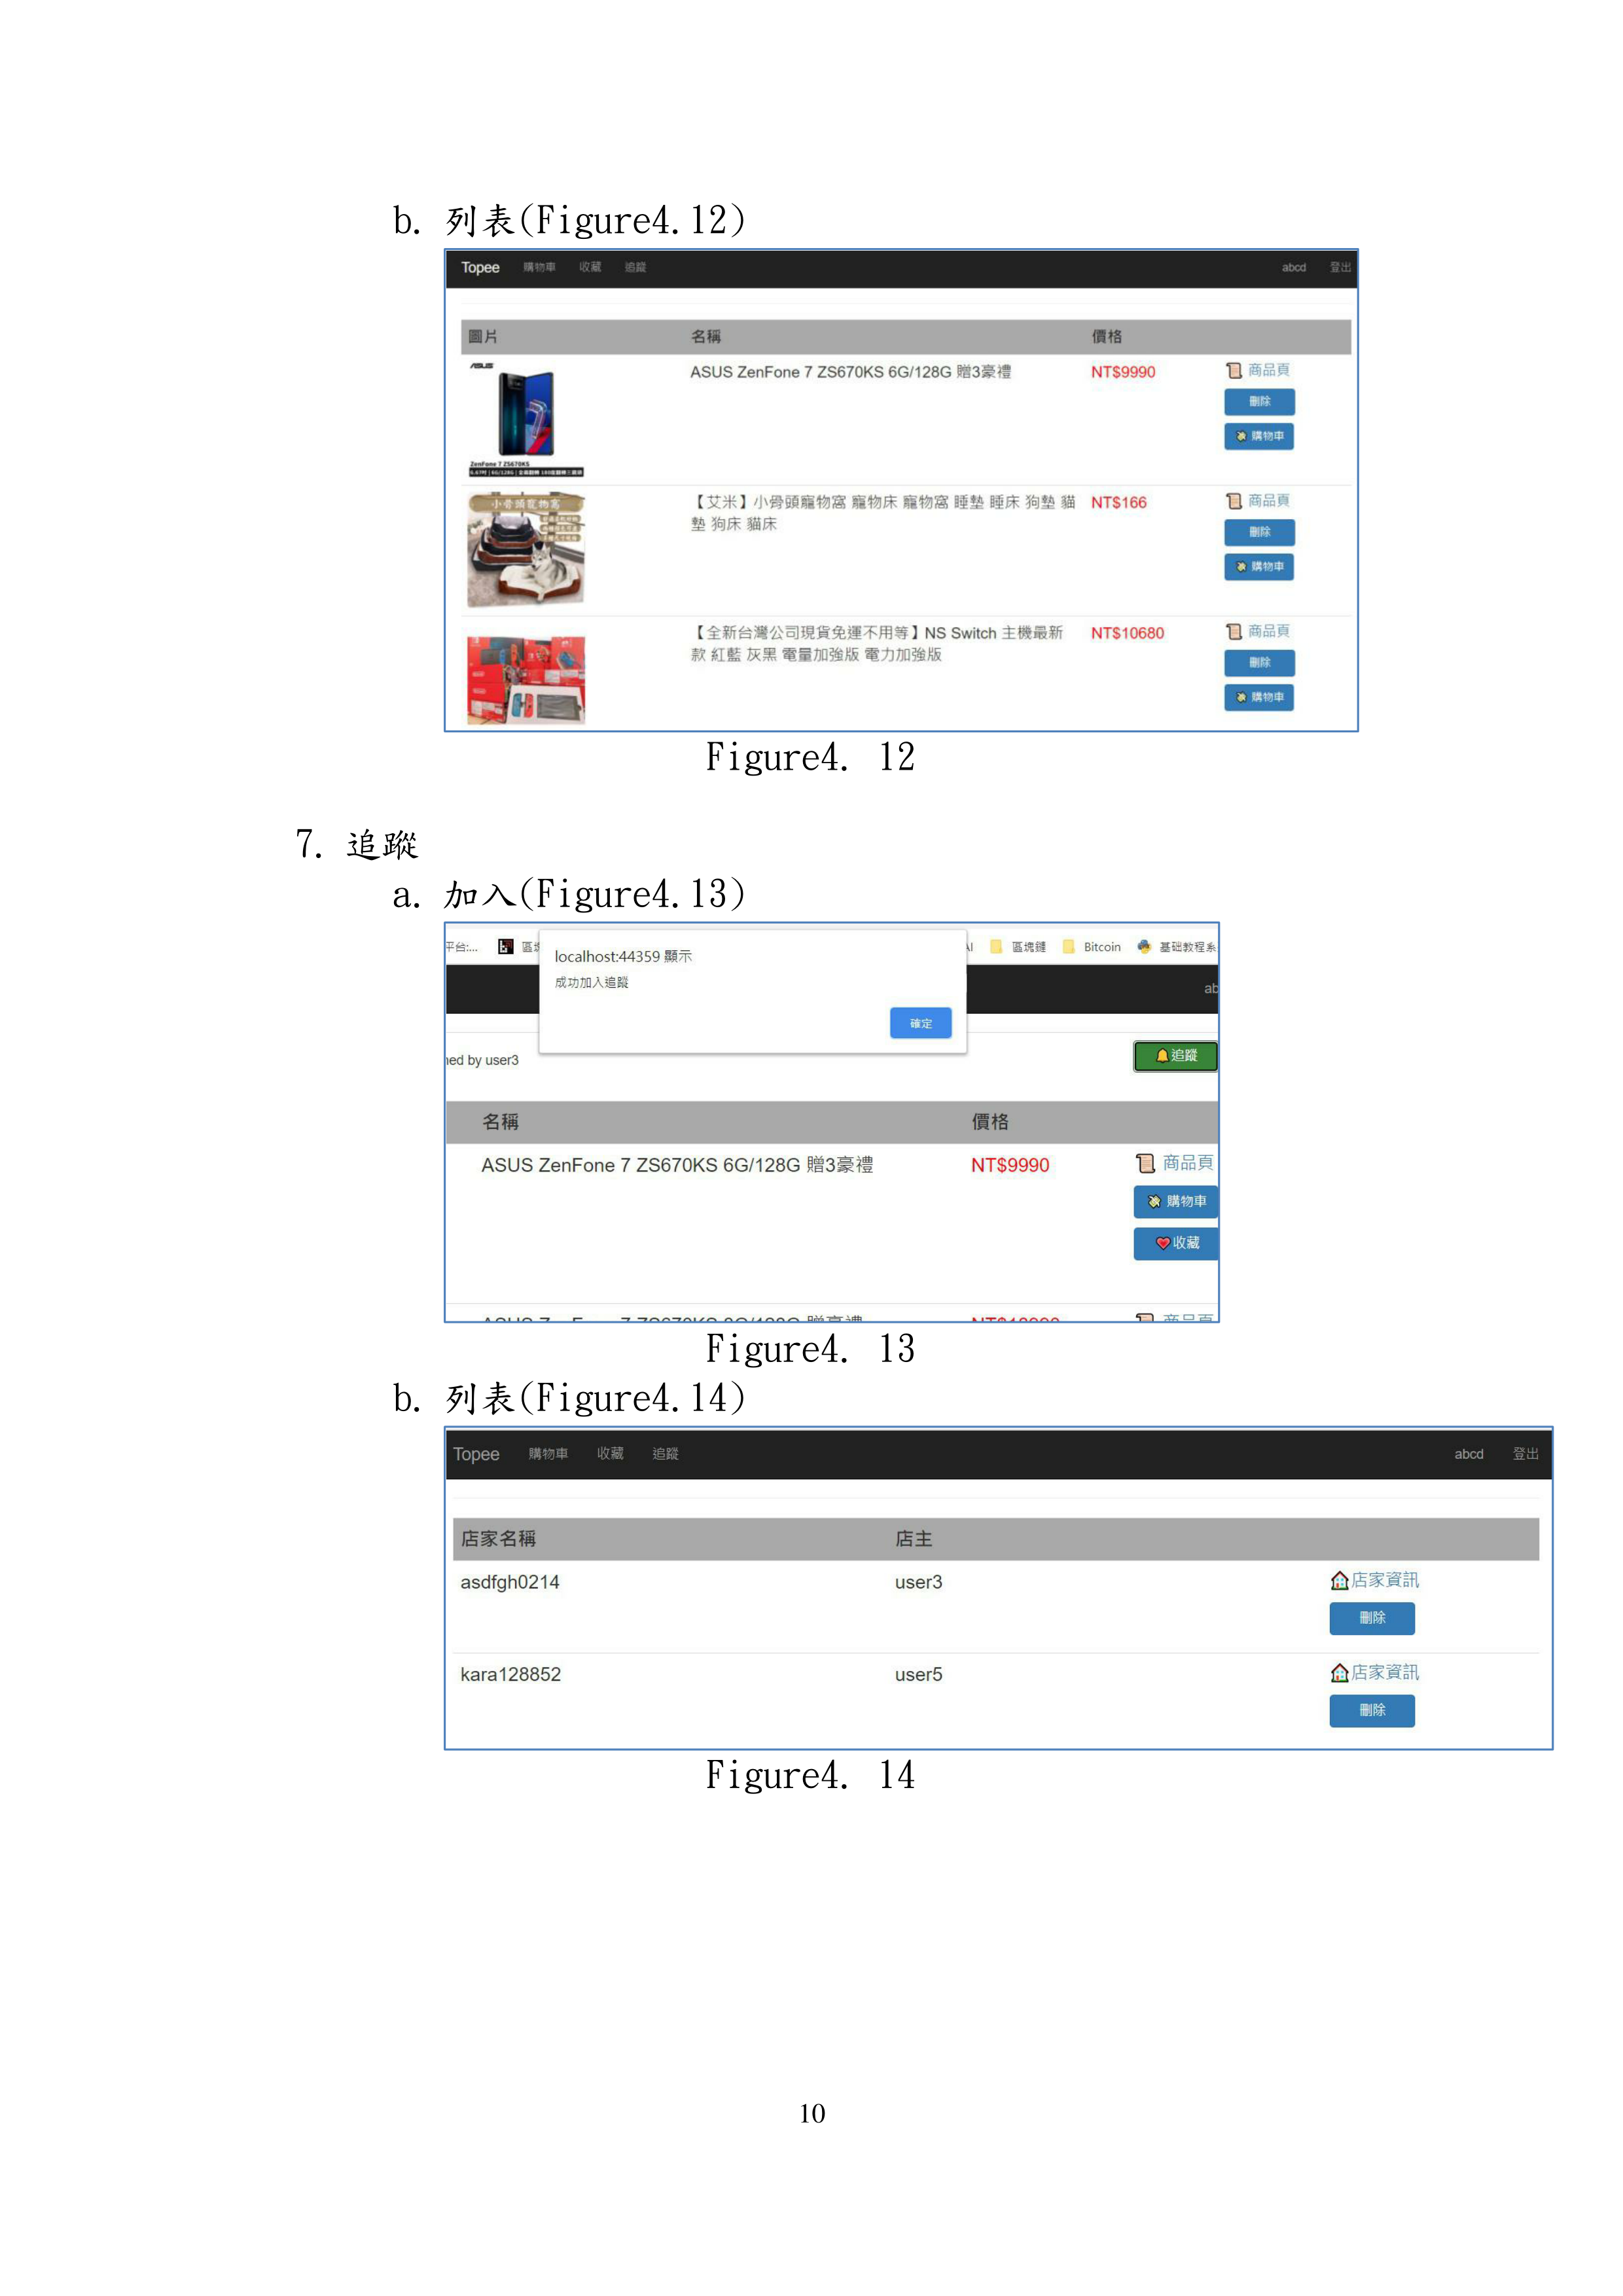 b. 列表(Figure4.12)
Topee 購物車 收藏 追蹤 abcd 登出
圖片 名稱 價格
ASUS
ASUS ZenFone 7 ZS670KS 6G/128G 贈3豪禮 NT$9990 商品頁
刪除
購物車
ZenFone 7 ZS670KS
小骨頭寵物窩
【艾米】小骨頭寵物窩 寵物床 寵物窩 睡墊 睡床 狗墊 貓 NT$166 商品頁
墊 狗床 貓床
刪除
購物車
【全新台灣公司現貨免運不用等】NS Switch 主機最新 NT$10680 商品頁
款 紅藍 灰黑 電量加強版 電力加強版
刪除
購物車
Figure4. 12
7. 追蹤
a. 加入(Figure4.13)
平台:... 區塊鏈 Bitcoin 基础教程系
localhost:44359 顯示
成功加入追蹤
ab
確定
ned by user3 追蹤
名稱 價格
ASUS ZenFone 7 ZS670KS 6G/128G 贈3豪禮 NT$9990 商品頁
購物車
收藏
Figure4. 13
b. 列表(Figure4.14)
Topee 購物車 收藏 追蹤 abcd 登出
店家名稱 店主
asdfgh0214 user3 店家資訊
刪除
kara128852 user5 店家資訊
刪除
Figure4. 14
10